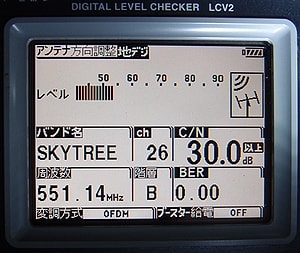 DIGITAL LEVEL CHECKER LCV2
アンテナ方向調整 地デジ
50 60 70 80 90
レベル
バンド名 ch C/N
SKYTREE 26 30.0 以上 dB
周波数 階層 BER
551.14 MHz B 0.00
変調方式 OFDM ブースター給電 OFF